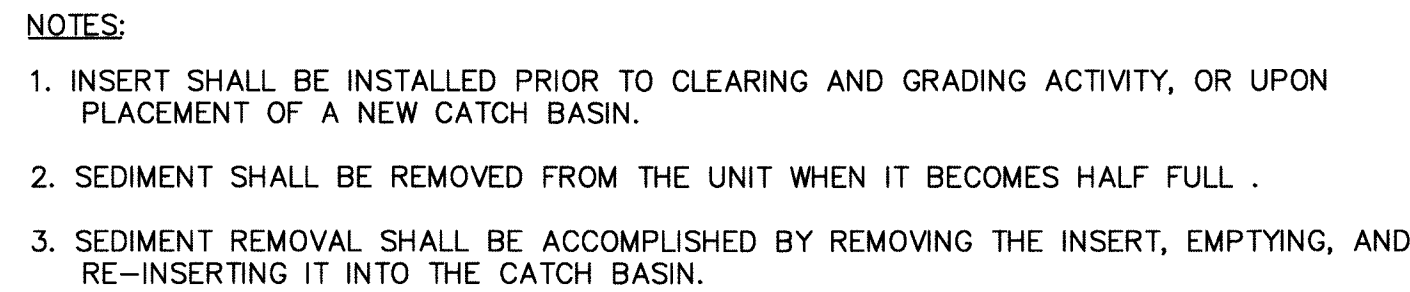 NOTES:
1. INSERT SHALL BE INSTALLED PRIOR TO CLEARING AND GRADING ACTIVITY, OR UPON
PLACEMENT OF A NEW CATCH BASIN.
2. SEDIMENT SHALL BE REMOVED FROM THE UNIT WHEN IT BECOMES HALF FULL .
3. SEDIMENT REMOVAL SHALL BE ACCOMPLISHED BY REMOVING THE INSERT, EMPTYING, AND
RE–INSERTING IT INTO THE CATCH BASIN.